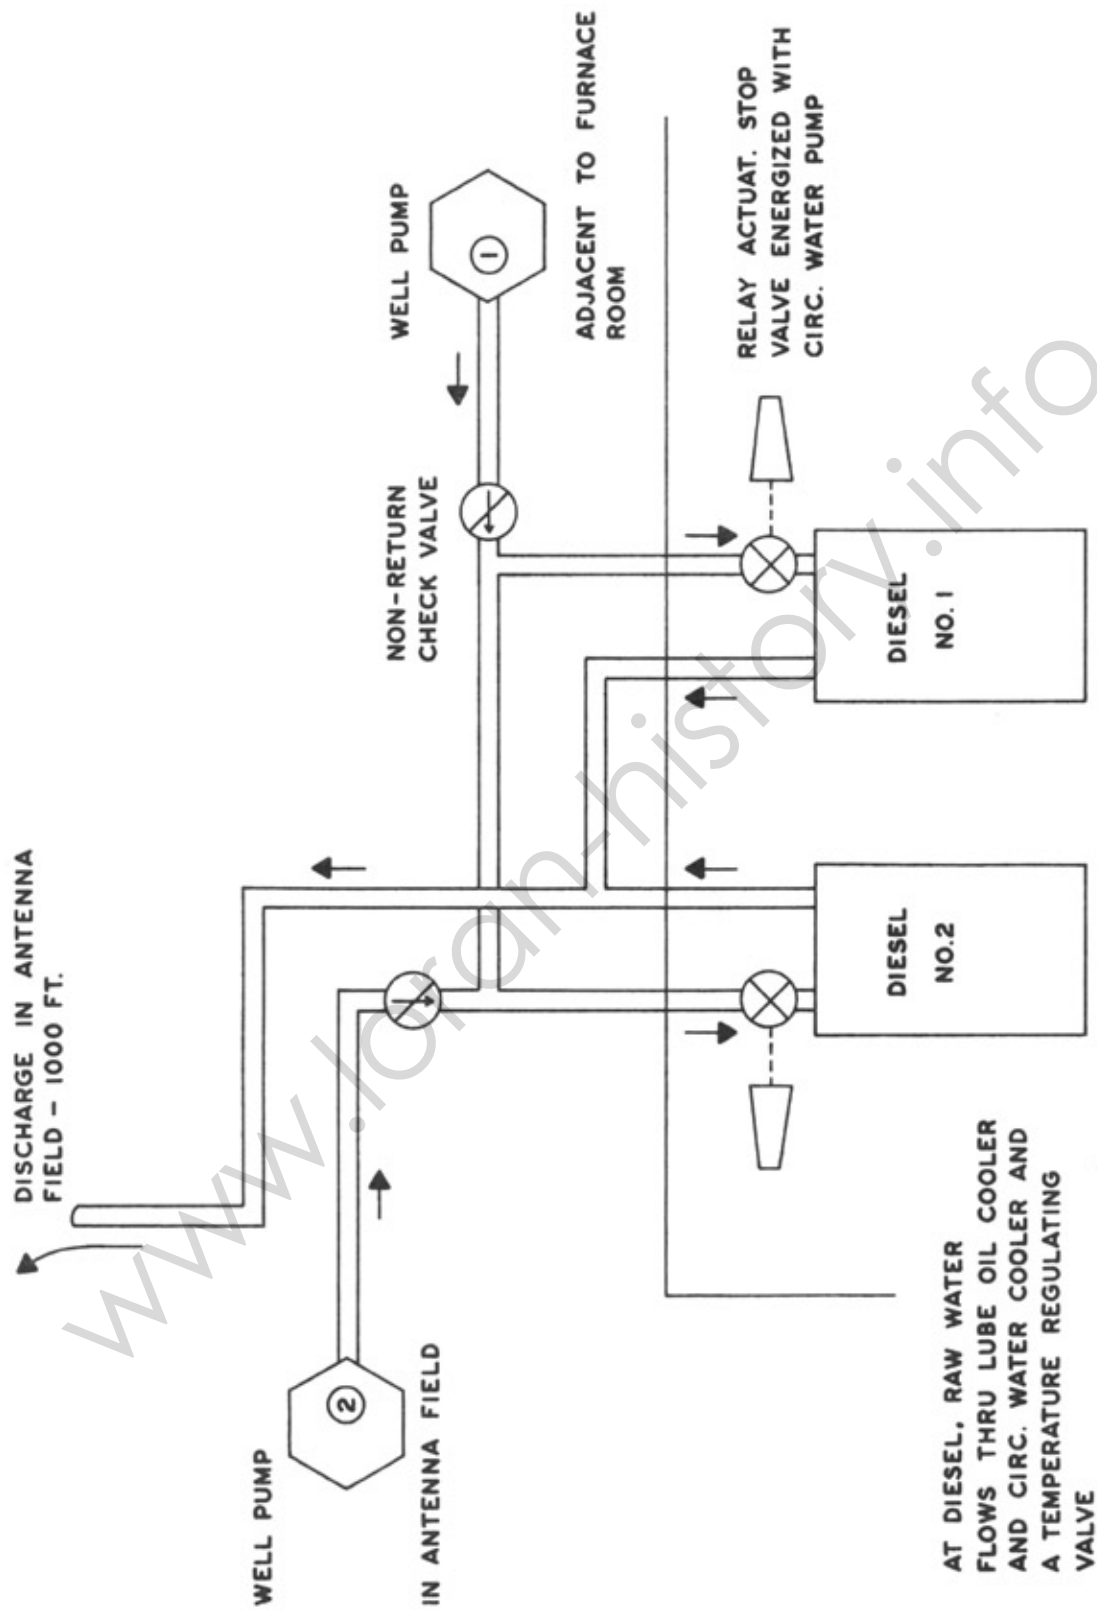 DISCHARGE IN ANTENNA
FIELD - 1000 FT.
WELL PUMP
2
IN ANTENNA FIELD
WELL PUMP
1
ADJACENT TO FURNACE
ROOM
NON-RETURN
CHECK VALVE
RELAY ACTUAT. STOP
VALVE ENERGIZED WITH
CIRC. WATER PUMP
DIESEL
NO.2
DIESEL
NO. 1
AT DIESEL, RAW WATER
FLOWS THRU LUBE OIL COOLER
AND CIRC. WATER COOLER AND
A TEMPERATURE REGULATING
VALVE
www.loran-history.info